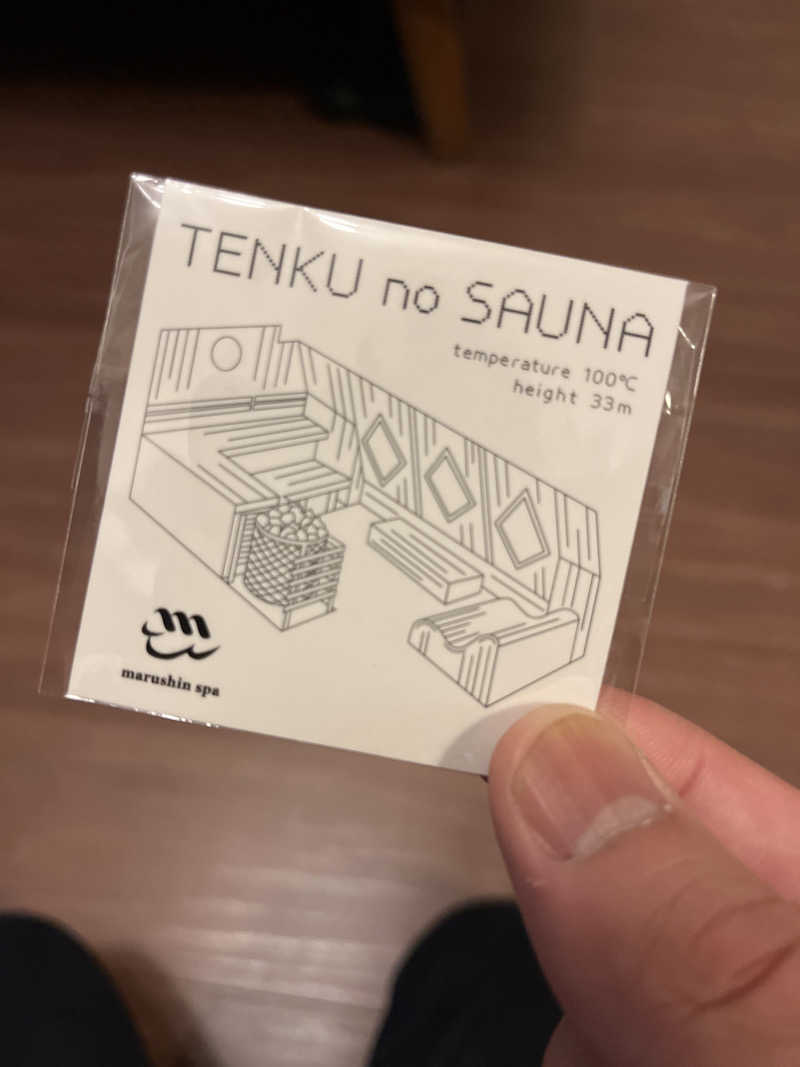 TENKU no SAUNA
temperature 100℃
height 33m
marushin spa